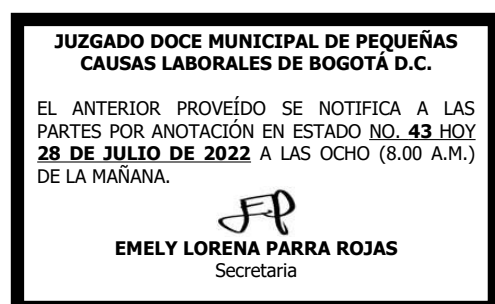 JUZGADO DOCE MUNICIPAL DE PEQUEÑAS
CAUSAS LABORALES DE BOGOTÁ D.C.
EL ANTERIOR PROVEÍDO SE NOTIFICA A LAS
PARTES POR ANOTACIÓN EN ESTADO NO. 43 HOY
28 DE JULIO DE 2022 A LAS OCHO (8.00 A.M.)
DE LA MAÑANA.
EMELY LORENA PARRA ROJAS
Secretaria